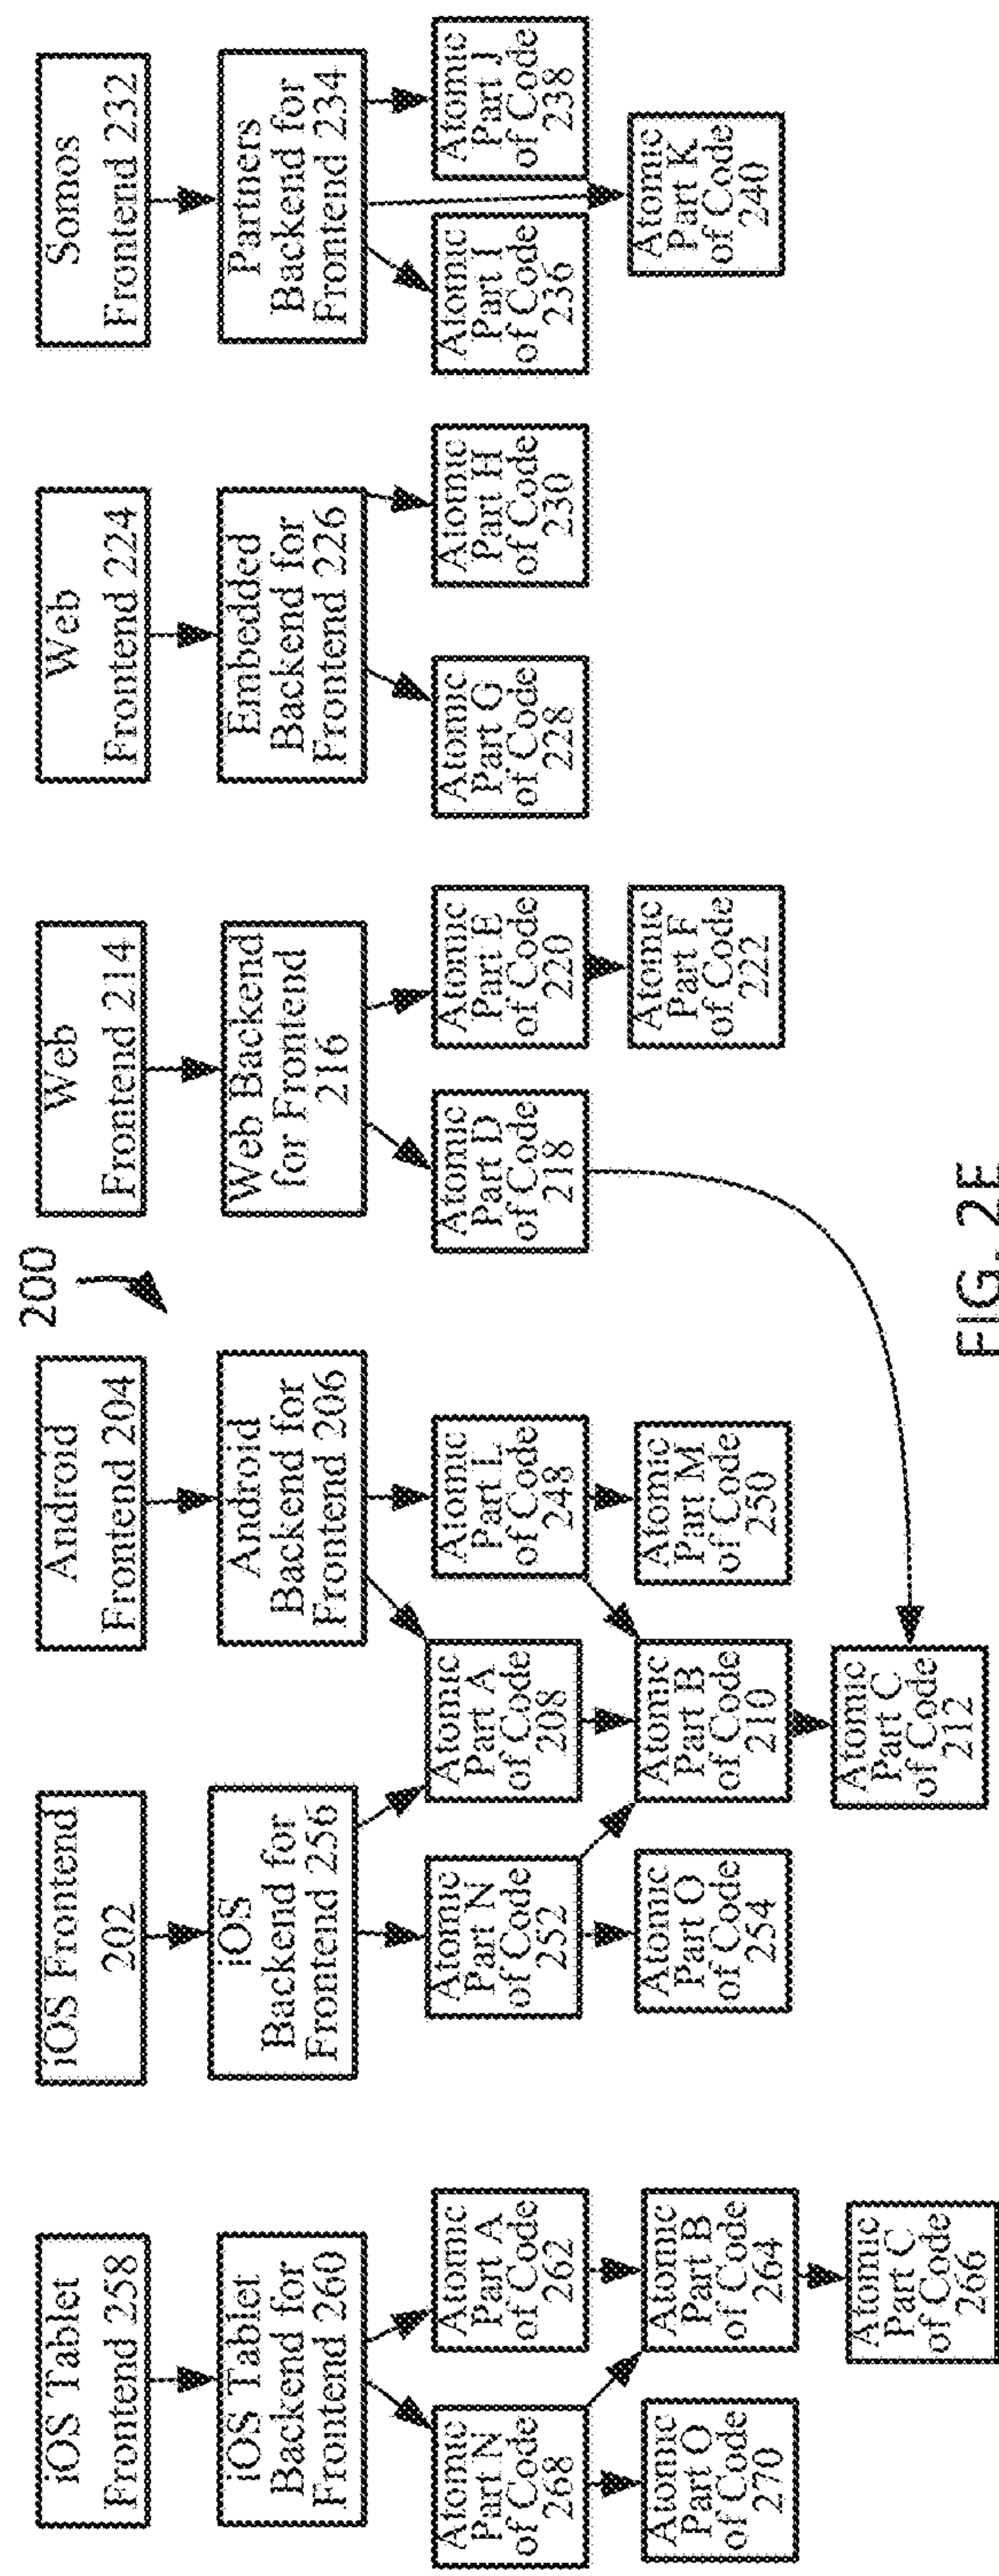 200
iOS Tablet
Frontend 258
iOS Tablet
Backend for
Frontend 260
Atomic
Part N
of Code
268
Atomic
Part A
of Code
262
Atomic
Part O
of Code
270
Atomic
Part B
of Code
264
Atomic
Part C
of Code
266
iOS Frontend
202
iOS
Backend for
Frontend 256
Atomic
Part N
of Code
252
Atomic
Part A
of Code
208
Atomic
Part O
of Code
254
Atomic
Part B
of Code
210
Atomic
Part C
of Code
212
Android
Frontend 204
Android
Backend for
Frontend 206
Atomic
Part L
of Code
248
Atomic
Part M
of Code
250
Web
Frontend 214
Web Backend
for Frontend
216
Atomic
Part D
of Code
218
Atomic
Part E
of Code
220
Atomic
Part F
of Code
222
Web
Frontend 224
Embedded
Backend for
Frontend 226
Atomic
Part G
of Code
228
Atomic
Part H
of Code
230
Somos
Frontend 232
Partners
Backend for
Frontend 234
Atomic
Part I
of Code
236
Atomic
Part J
of Code
238
Atomic
Part K
of Code
240
FIG. 2E